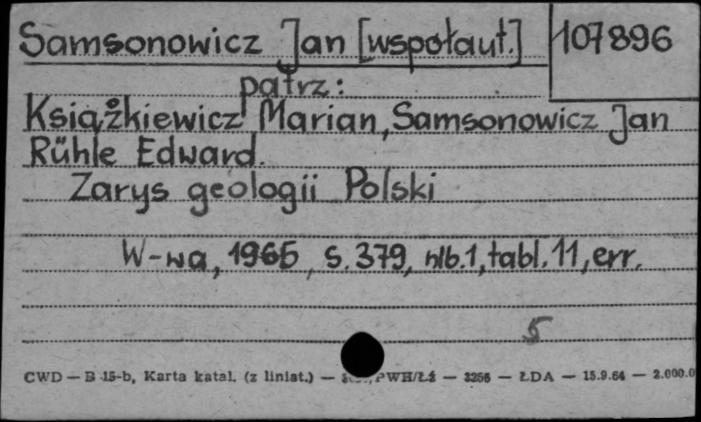 Samsonowicz Jan [współaut.] 107896
patrz:
Książkiewicz Marian, Samsonowicz Jan
Rühle Edward
Zarys geologii Polski
W-wa, 1965, s. 379, nlb. 1, tabl. 11, err.
5
CWD — B 15-b, Karta katal. (z liniat.) — PWH/Łż — 3256 — ŁDA — 15.9.64 — 2.000.0